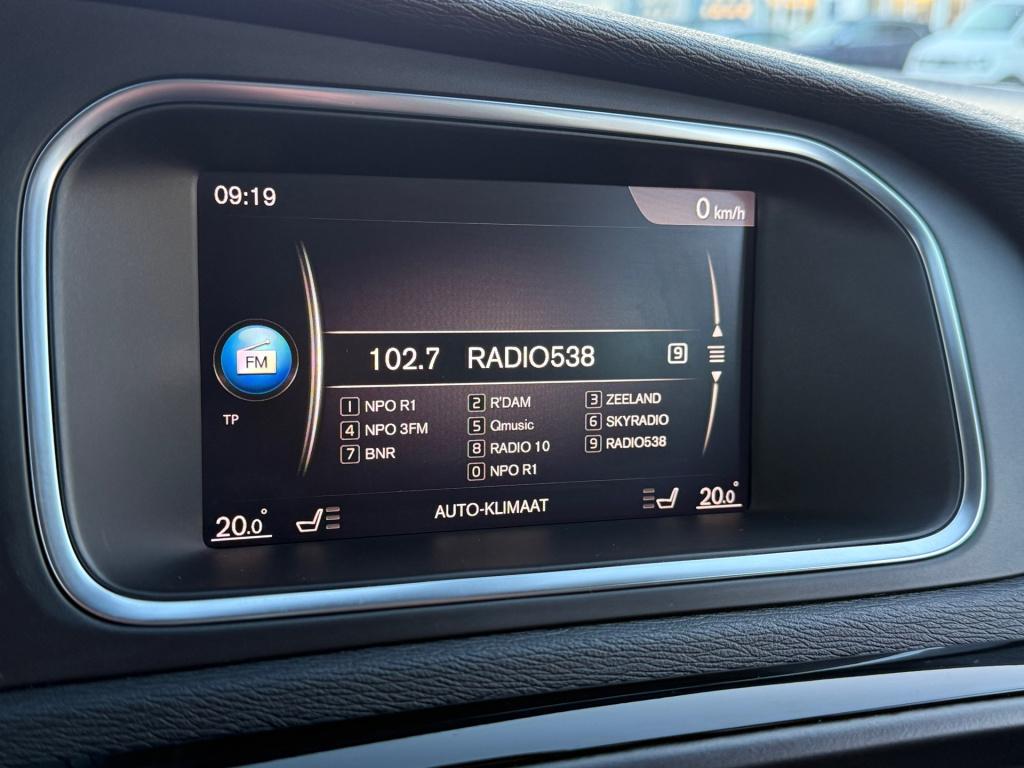 09:19
0 km/h
FM
TP
102.7 RADIO538 9
1 NPO R1 2 R'DAM 3 ZEELAND
4 NPO 3FM 5 Qmusic 6 SKYRADIO
7 BNR 8 RADIO 10 9 RADIO538
0 NPO R1
20.0° AUTO-KLIMAAT 20.0°